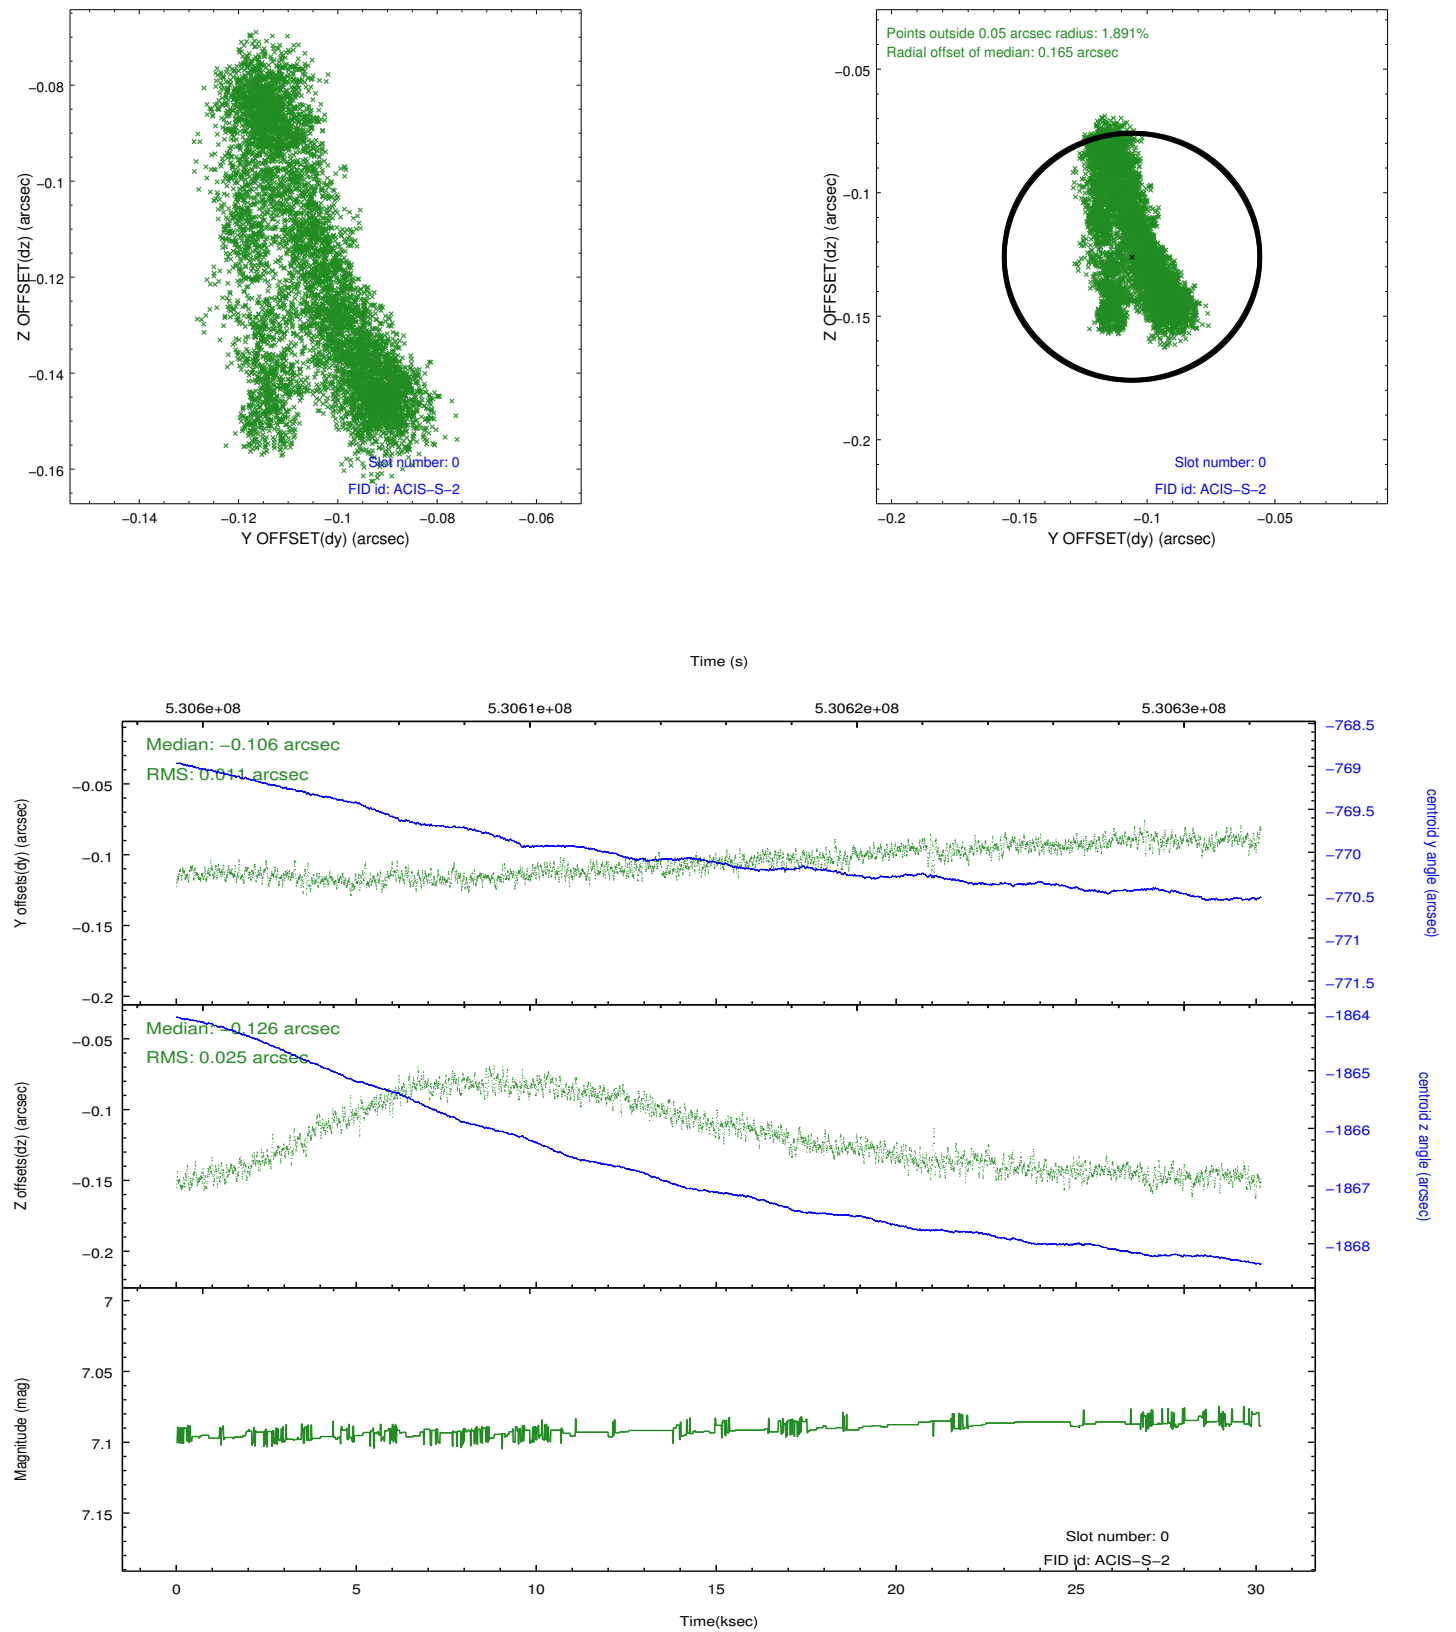 −0.08
−0.1
−0.12
−0.14
−0.16
Z OFFSET(dz) (arcsec)
Slot number: 0
FID id: ACIS−S−2
−0.14
−0.12
−0.1
−0.08
−0.06
Y OFFSET(dy) (arcsec)
Points outside 0.05 arcsec radius: 1.891%
Radial offset of median: 0.165 arcsec
−0.05
−0.1
−0.15
−0.2
Z OFFSET(dz) (arcsec)
Slot number: 0
FID id: ACIS−S−2
−0.2
−0.15
−0.1
−0.05
Y OFFSET(dy) (arcsec)
Time (s)
5.306e+08
5.3061e+08
5.3062e+08
5.3063e+08
Median: −0.106 arcsec
RMS: 0.011 arcsec
−0.05
−0.1
−0.15
−0.2
Y offsets(dy) (arcsec)
−768.5
−769
−769.5
−770
−770.5
−771
−771.5
centroid y angle (arcsec)
Median: −0.126 arcsec
RMS: 0.025 arcsec
−0.05
−0.1
−0.15
−0.2
Z offsets(dz) (arcsec)
−1864
−1865
−1866
−1867
−1868
centroid z angle (arcsec)
7
7.05
7.1
7.15
Magnitude (mag)
Slot number: 0
FID id: ACIS−S−2
0
5
10
15
20
25
30
Time(ksec)